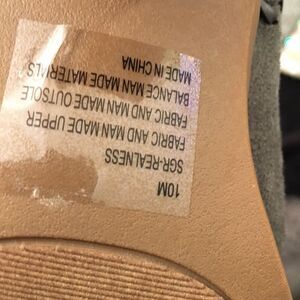 10M
SGR-REALNESS
FABRIC AND MAN MADE UPPER
FABRIC AND MAN MADE OUTSOLE
BALANCE MAN MADE MATERIALS
MADE IN CHINA